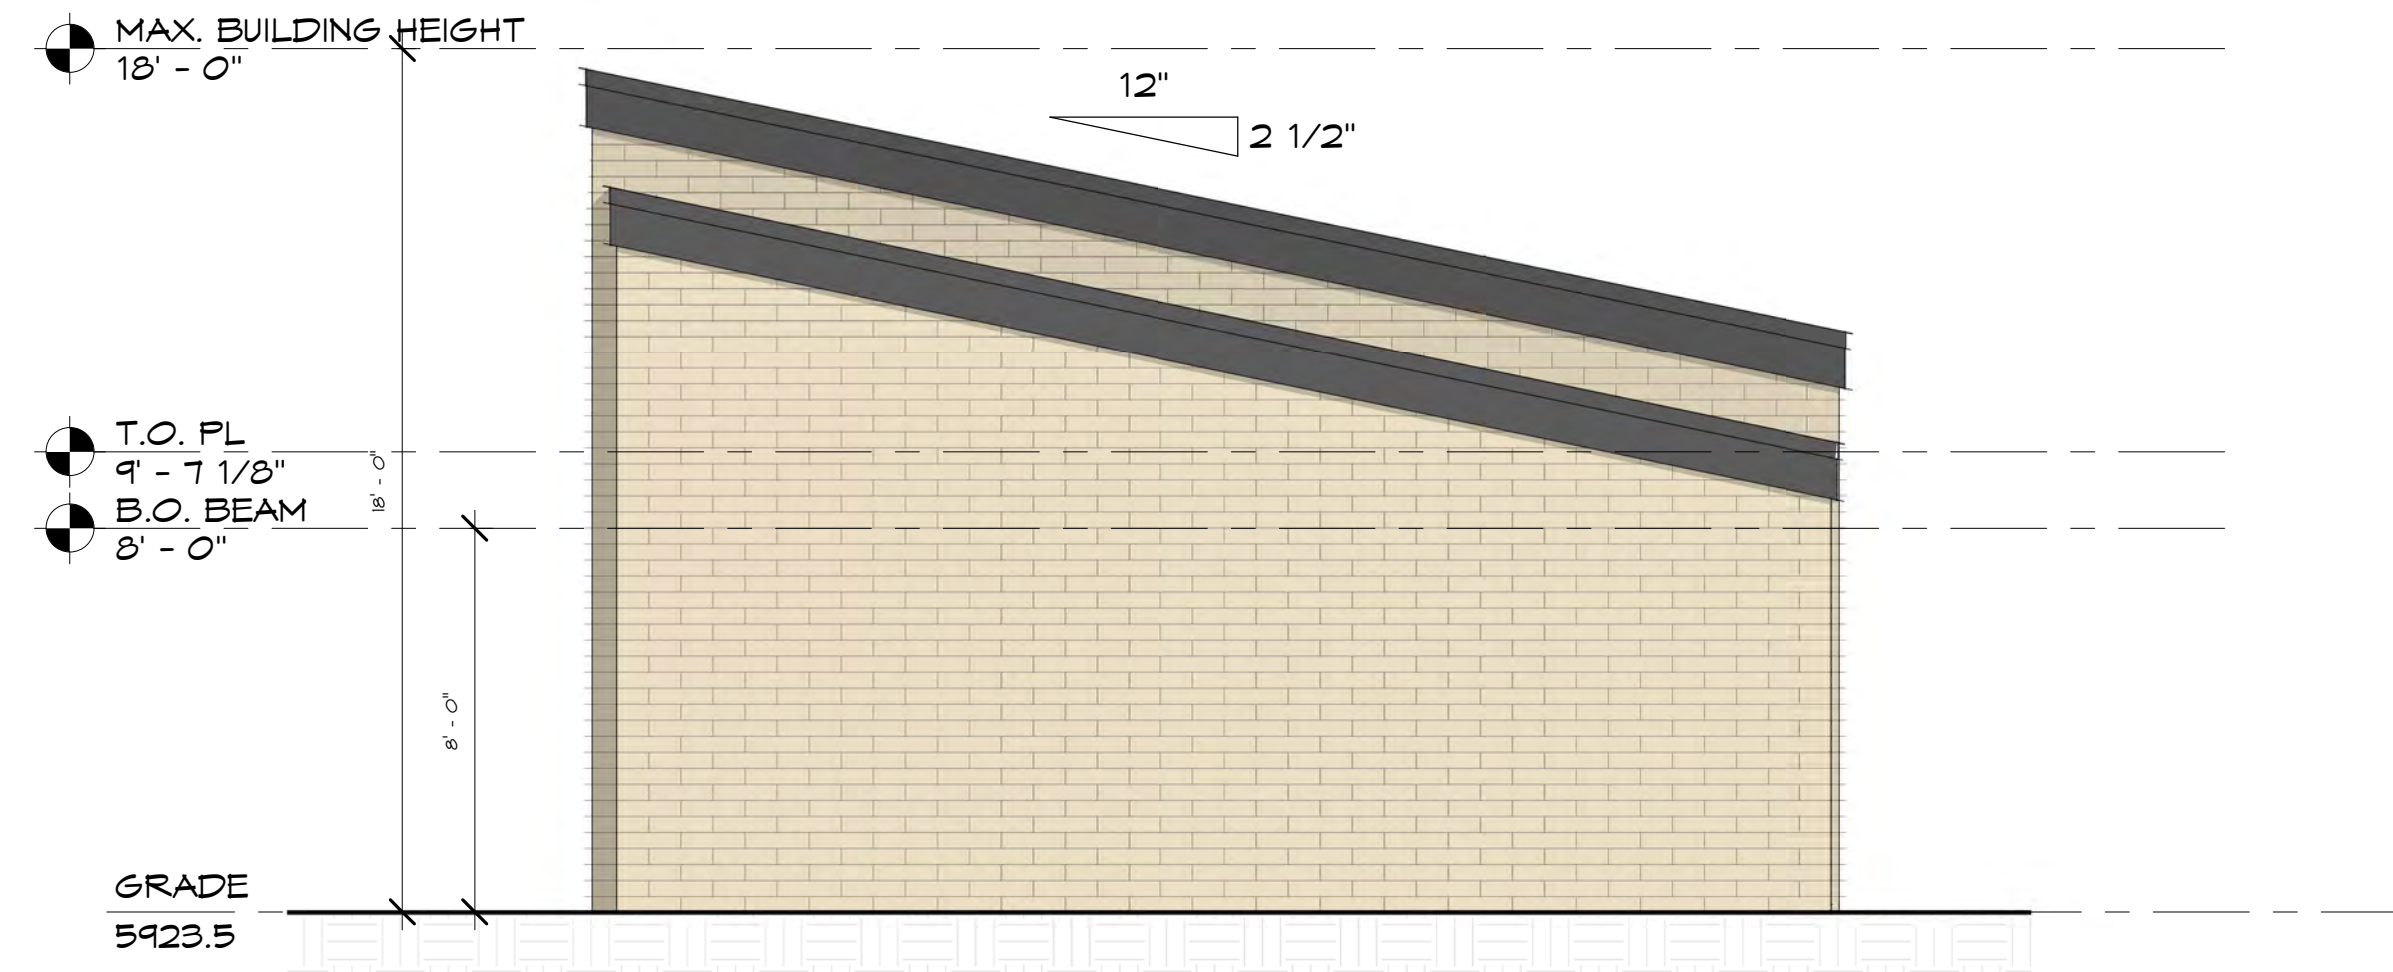 MAX. BUILDING HEIGHT
18' - 0"
12"
2 1/2"
T.O. PL
9' - 7 1/8"
18' - 0"
B.O. BEAM
8' - 0"
8' - 0"
GRADE
5923.5